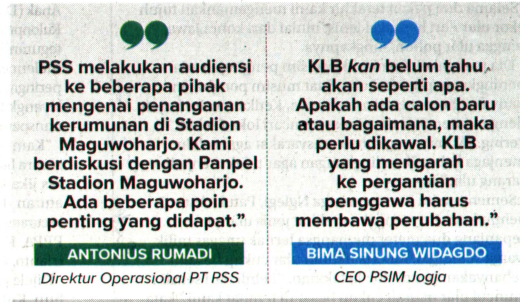 PSS melakukan audiensi
ke beberapa pihak
mengenai penanganan
kerumunan di Stadion
Maguwoharjo. Kami
berdiskusi dengan Panpel
Stadion Maguwoharjo.
Ada beberapa poin
penting yang didapat.”
ANTONIUS RUMADI
Direktur Operasional PT PSS
KLB kan belum tahu,
akan seperti apa.
Apakah ada calon baru
atau bagaimana, maka
perlu dikawal. KLB
yang mengarah
ke pergantian
penggawa harus
membawa perubahan.”
BIMA SINUNG WIDAGDO
CEO PSIM Jogja